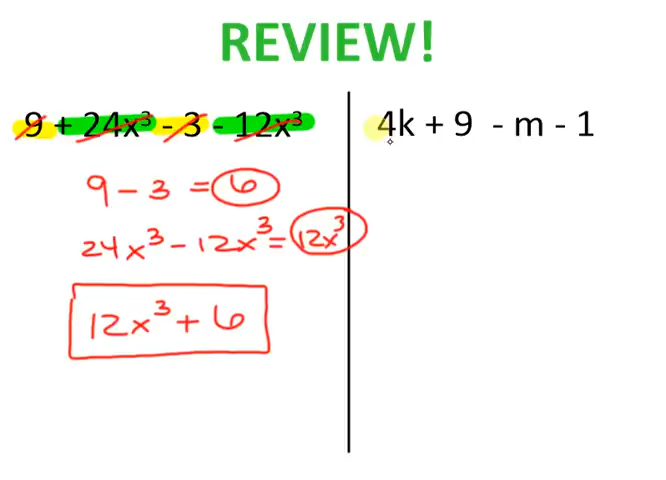 REVIEW!
9 + 24x³ - 3 - 12x³
9 - 3 = 6
24x³ - 12x³ = 12x³
12x³ + 6
4k + 9 - m - 1